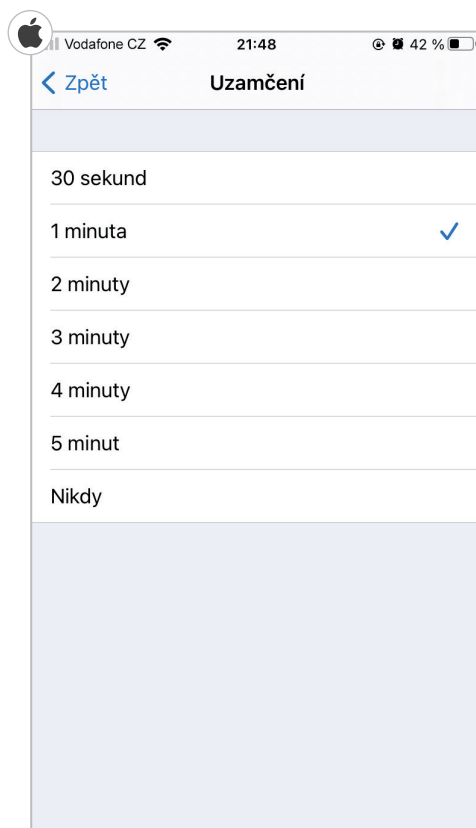 Vodafone CZ 21:48 42 %
Zpět Uzamčení
30 sekund
1 minuta
2 minuty
3 minuty
4 minuty
5 minut
Nikdy